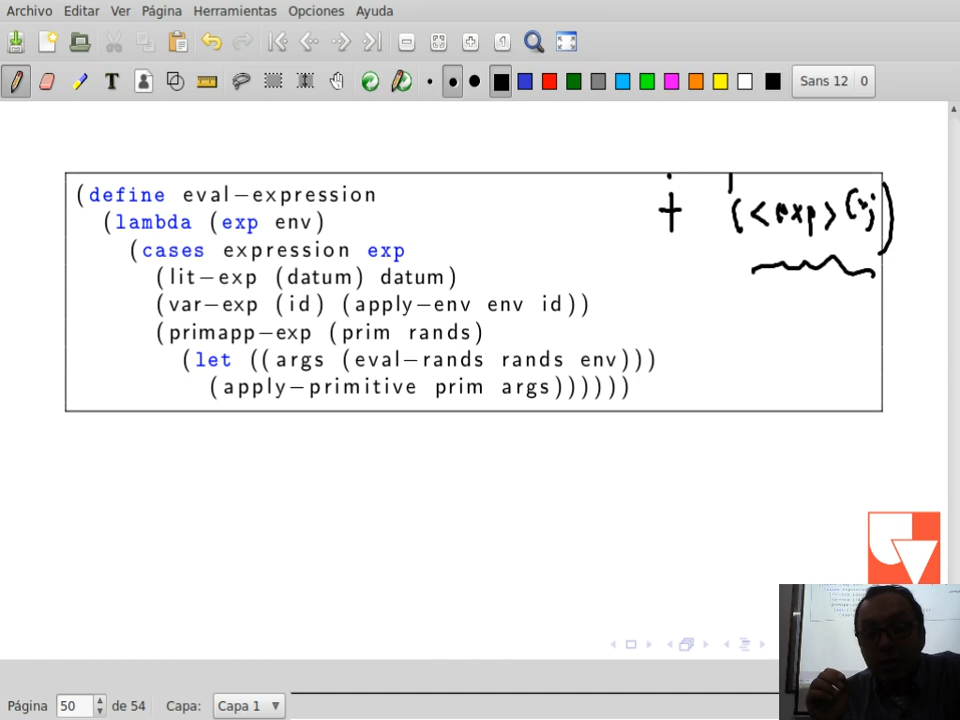 Archivo Editar Ver Página Herramientas Opciones Ayuda
T Sans 12 0
(define eval-expression
(lambda (exp env)
(cases expression exp
(lit-exp (datum) datum)
(var-exp (id) (apply-env env id))
(primapp-exp (prim rands)
(let ((args (eval-rands rands env)))
(apply-primitive prim args))))))
+ (<exp>
Página 50 de 54 Capa: Capa 1